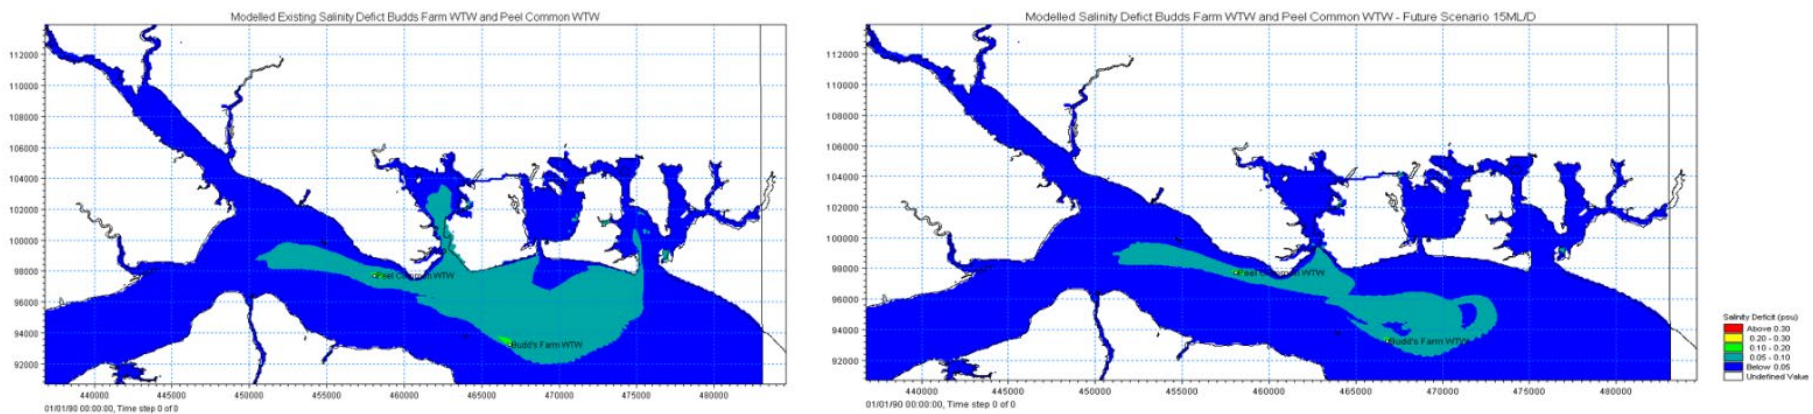 Modelled Existing Salinity Deficit Budds Farm WTW and Peel Common WTW
112000
110000
108000
106000
104000
102000
100000
98000
96000
94000
92000
Peel Common WTW
Budd's Farm WTW
440000 445000 450000 455000 460000 465000 470000 475000 480000
01/01/90 00:00:00, Time step 0 of 0
Modelled Salinity Deficit Budds Farm WTW and Peel Common WTW - Future Scenario 15ML/D
112000
110000
108000
106000
104000
102000
100000
98000
96000
94000
92000
Peel Common WTW
Budd's Farm WTW
440000 445000 450000 455000 460000 465000 470000 475000 480000
01/01/90 00:00:00, Time step 0 of 0
Salinity Deficit (psu)
Above 0.30
0.20 - 0.30
0.10 - 0.20
0.05 - 0.10
Below 0.05
Undefined Value